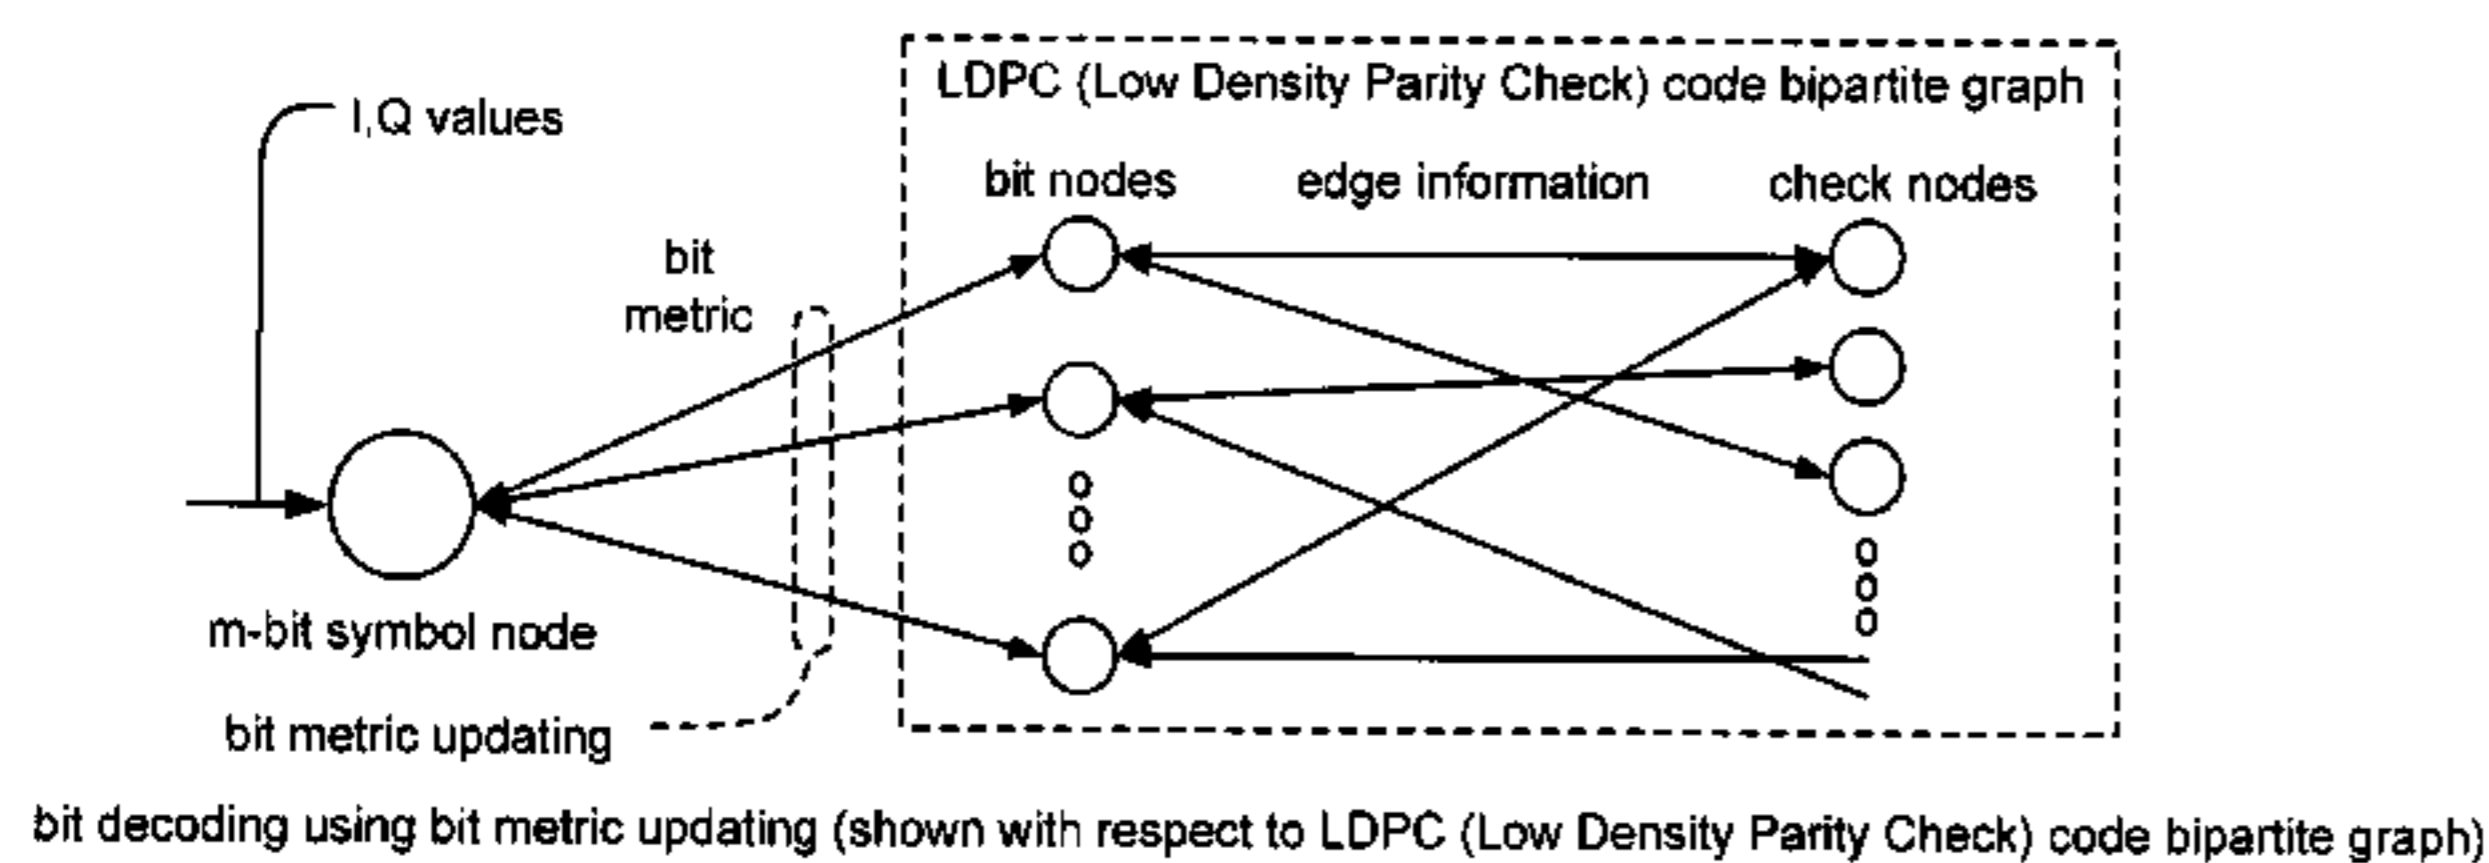 LDPC (Low Density Parity Check) code bipartite graph
I,Q values
bit nodes edge information check nodes
bit
metric
m-bit symbol node
bit metric updating
bit decoding using bit metric updating (shown with respect to LDPC (Low Density Parity Check) code bipartite graph)